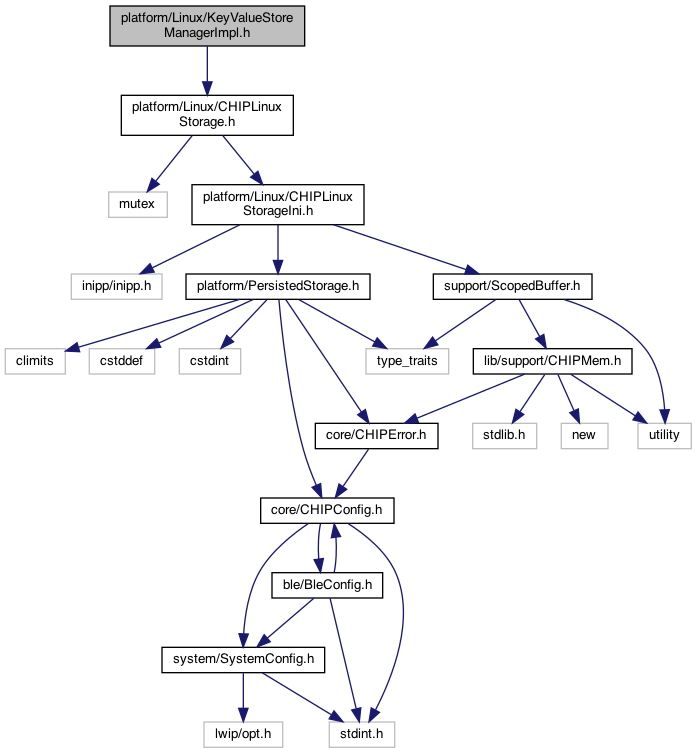 platform/Linux/KeyValueStore
ManagerImpl.h
platform/Linux/CHIPLinux
Storage.h
mutex
platform/Linux/CHIPLinux
StorageIni.h
inipp/inipp.h
platform/PersistedStorage.h
support/ScopedBuffer.h
climits
cstddef
cstdint
type_traits
lib/support/CHIPMem.h
core/CHIPError.h
stdlib.h
new
utility
core/CHIPConfig.h
ble/BleConfig.h
system/SystemConfig.h
lwip/opt.h
stdint.h